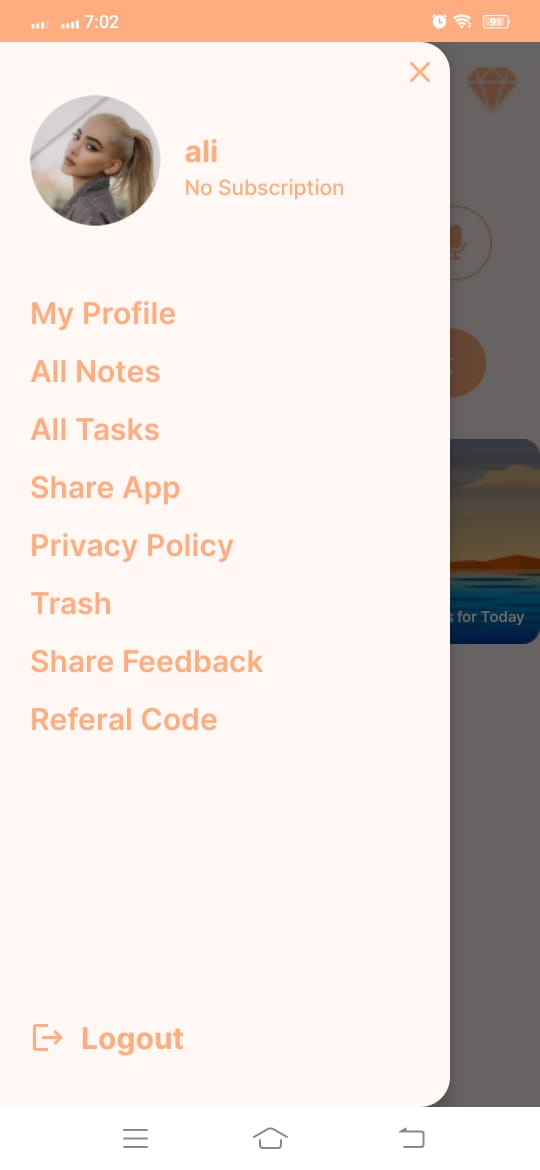 7:02
91
ali
No Subscription
My Profile
All Notes
All Tasks
Share App
Privacy Policy
Trash
Share Feedback
Referal Code
for Today
Logout